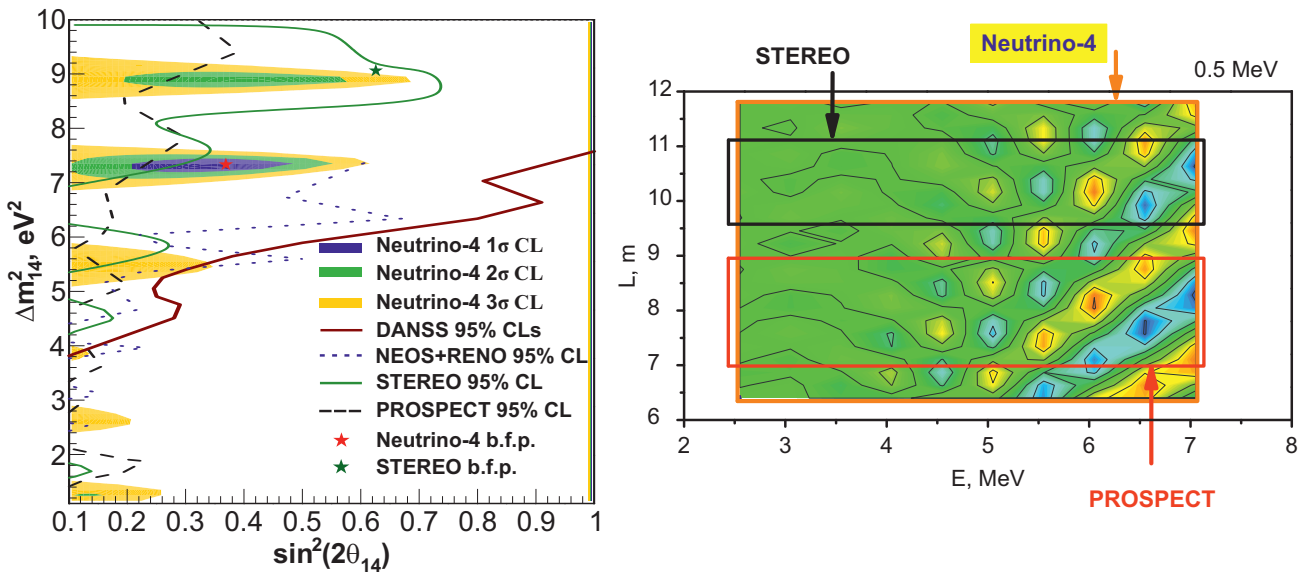 10
9
8
7
6
5
4
3
2
Δm²₁₄, eV²
0.1 0.2 0.3 0.4 0.5 0.6 0.7 0.8 0.9 1
sin²(2θ₁₄)
Neutrino-4 1σ CL
Neutrino-4 2σ CL
Neutrino-4 3σ CL
DANSS 95% CLs
NEOS+RENO 95% CL
STEREO 95% CL
PROSPECT 95% CL
Neutrino-4 b.f.p.
STEREO b.f.p.
Neutrino-4
STEREO
0.5 MeV
12
11
10
9
8
7
6
L, m
2 3 4 5 6 7 8
E, MeV
PROSPECT